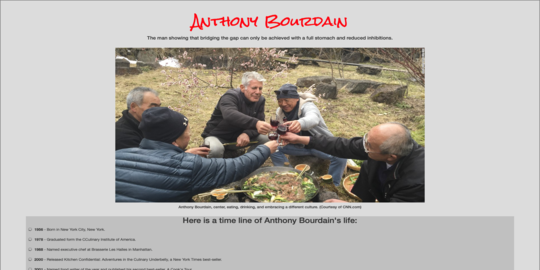 Anthony Bourdain
The man showing that bridging the gap can only be achieved with a full stomach and reduced inhibitions.
Anthony Bourdain, center, eating, drinking, and embracing a different culture. (Courtesy of CNN.com)
Here is a time line of Anthony Bourdain's life:
1956 - Born in New York City, New York.
1978 - Graduated form the CCulinary Institute of America.
1998 - Named executive chef at Brasserie Les Halles in Manhattan.
2000 - Released Kitchen Confidential: Adventures in the Culinary Underbelly, a New York Times best seller.